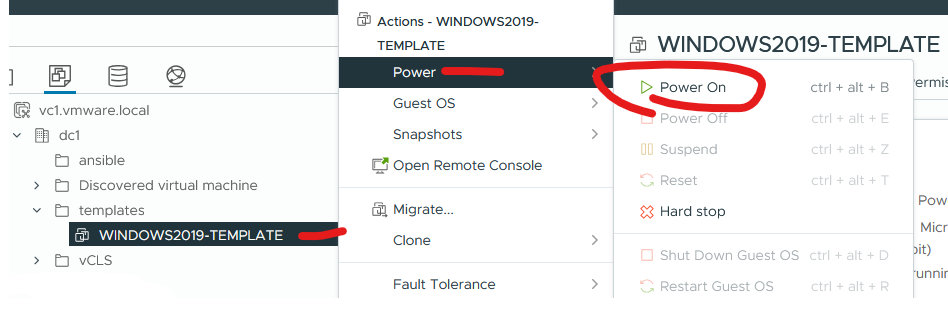 vc1.vmware.local
dc1
ansible
Discovered virtual machine
templates
WINDOWS2019-TEMPLATE
vCLS
Actions - WINDOWS2019-
TEMPLATE
Power
Guest OS
Snapshots
Open Remote Console
Migrate...
Clone
Fault Tolerance
WINDOWS2019-TEMPLATE
Power On ctrl + alt + B
Power Off ctrl + alt + E
Suspend ctrl + alt + Z
Reset ctrl + alt + T
Hard stop
Shut Down Guest OS ctrl + alt + D
Restart Guest OS ctrl + alt + R
Permis
Pow
Micr
bit)
runnin